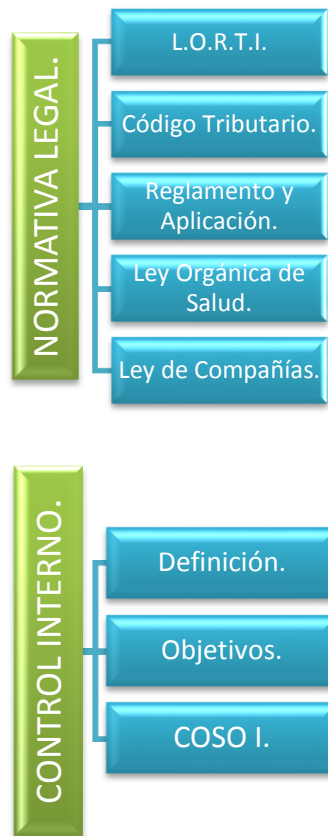 NORMATIVA LEGAL.
L.O.R.T.I.
Código Tributario.
Reglamento y
Aplicación.
Ley Orgánica de
Salud.
Ley de Compañías.
CONTROL INTERNO.
Definición.
Objetivos.
COSO I.